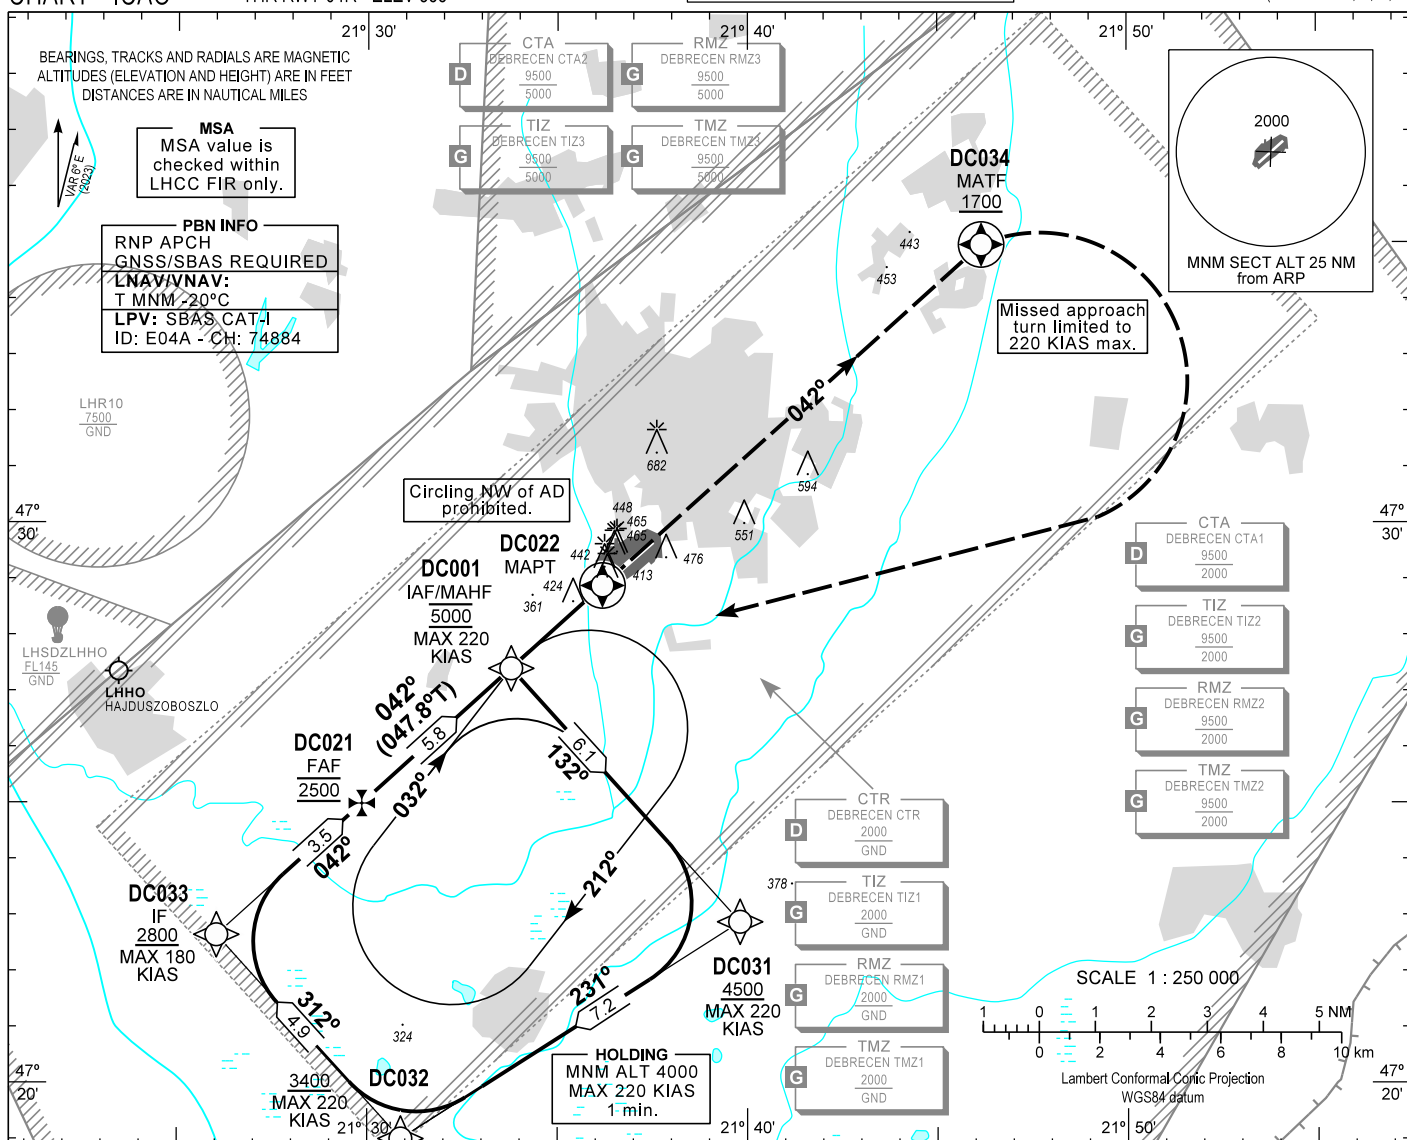 21° 30'
21° 40'
21° 50'
BEARINGS, TRACKS AND RADIALS ARE MAGNETIC
ALTITUDES (ELEVATION AND HEIGHT) ARE IN FEET
DISTANCES ARE IN NAUTICAL MILES
VAR 6° E
(2023)
MSA
MSA value is
checked within
LHCC FIR only.
PBN INFO
RNP APCH
GNSS/SBAS REQUIRED
LNAV/VNAV:
T MNM -20°C
LPV: SBAS CAT-I
ID: E04A - CH: 74884
CTA
DEBRECEN CTA2
D
9500
5000
RMZ
DEBRECEN RMZ3
G
9500
5000
TIZ
DEBRECEN TIZ3
G
9500
5000
TMZ
DEBRECEN TMZ3
G
9500
5000
2000
MNM SECT ALT 25 NM
from ARP
DC034
MATF
1700
443
453
Missed approach
turn limited to
220 KIAS max.
LHR10
7500
GND
042°
682
594
551
Circling NW of AD
prohibited.
448
465
465
442
476
413
424
361
47°
30'
47°
30'
DC022
MAPT
DC001
IAF/MAHF
5000
MAX 220
KIAS
CTA
DEBRECEN CTA1
D
9500
2000
TIZ
DEBRECEN TIZ2
G
9500
2000
RMZ
DEBRECEN RMZ2
G
9500
2000
TMZ
DEBRECEN TMZ2
G
9500
2000
LHSDZLHHO
FL145
GND
LHHO
HAJDUSZOBOSZLO
042°
(047.8°T)
5.8
6.1
132°
032°
DC021
FAF
2500
3.5
042°
212°
CTR
DEBRECEN CTR
D
2000
GND
378
TIZ
DEBRECEN TIZ1
G
2000
GND
RMZ
DEBRECEN RMZ1
G
2000
GND
TMZ
DEBRECEN TMZ1
G
2000
GND
DC033
IF
2800
MAX 180
KIAS
DC031
4500
MAX 220
KIAS
231°
7.2
312°
4.9
324
HOLDING
MNM ALT 4000
MAX 220 KIAS
1 min.
3400
MAX 220
KIAS
DC032
SCALE 1 : 250 000
1 0 1 2 3 4 5 NM
0 2 4 6 8 10 km
Lambert Conformal Conic Projection
WGS84 datum
47°
20'
47°
20'
21° 30'
21° 40'
21° 50'